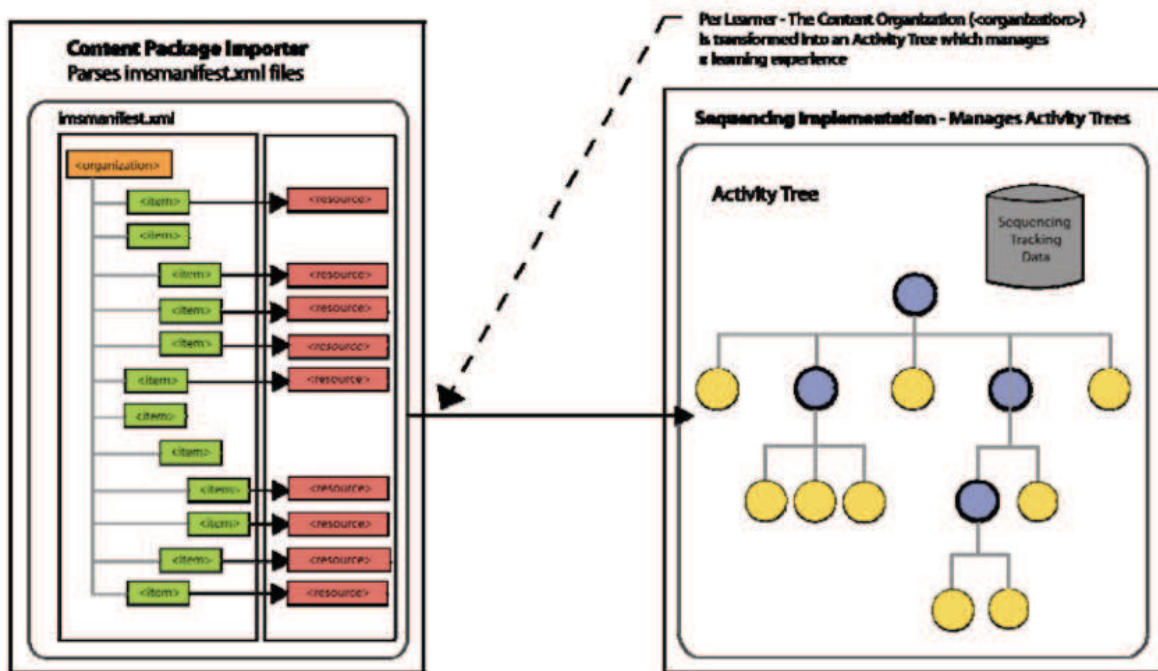 Content Package Importer
Parses imsmanifest.xml files
imsmanifest.xml
<organization>
<item>
<resource>
<item>
<item>
<resource>
<item>
<resource>
<item>
<resource>
<item>
<resource>
<item>
<item>
<item>
<resource>
<item>
<resource>
<item>
<resource>
<item>
<resource>
Per Learner - The Content Organization (<organization>)
is transformed into an Activity Tree which manages
a learning experience
Sequencing Implementation - Manages Activity Trees
Activity Tree
Sequencing
Tracking
Data